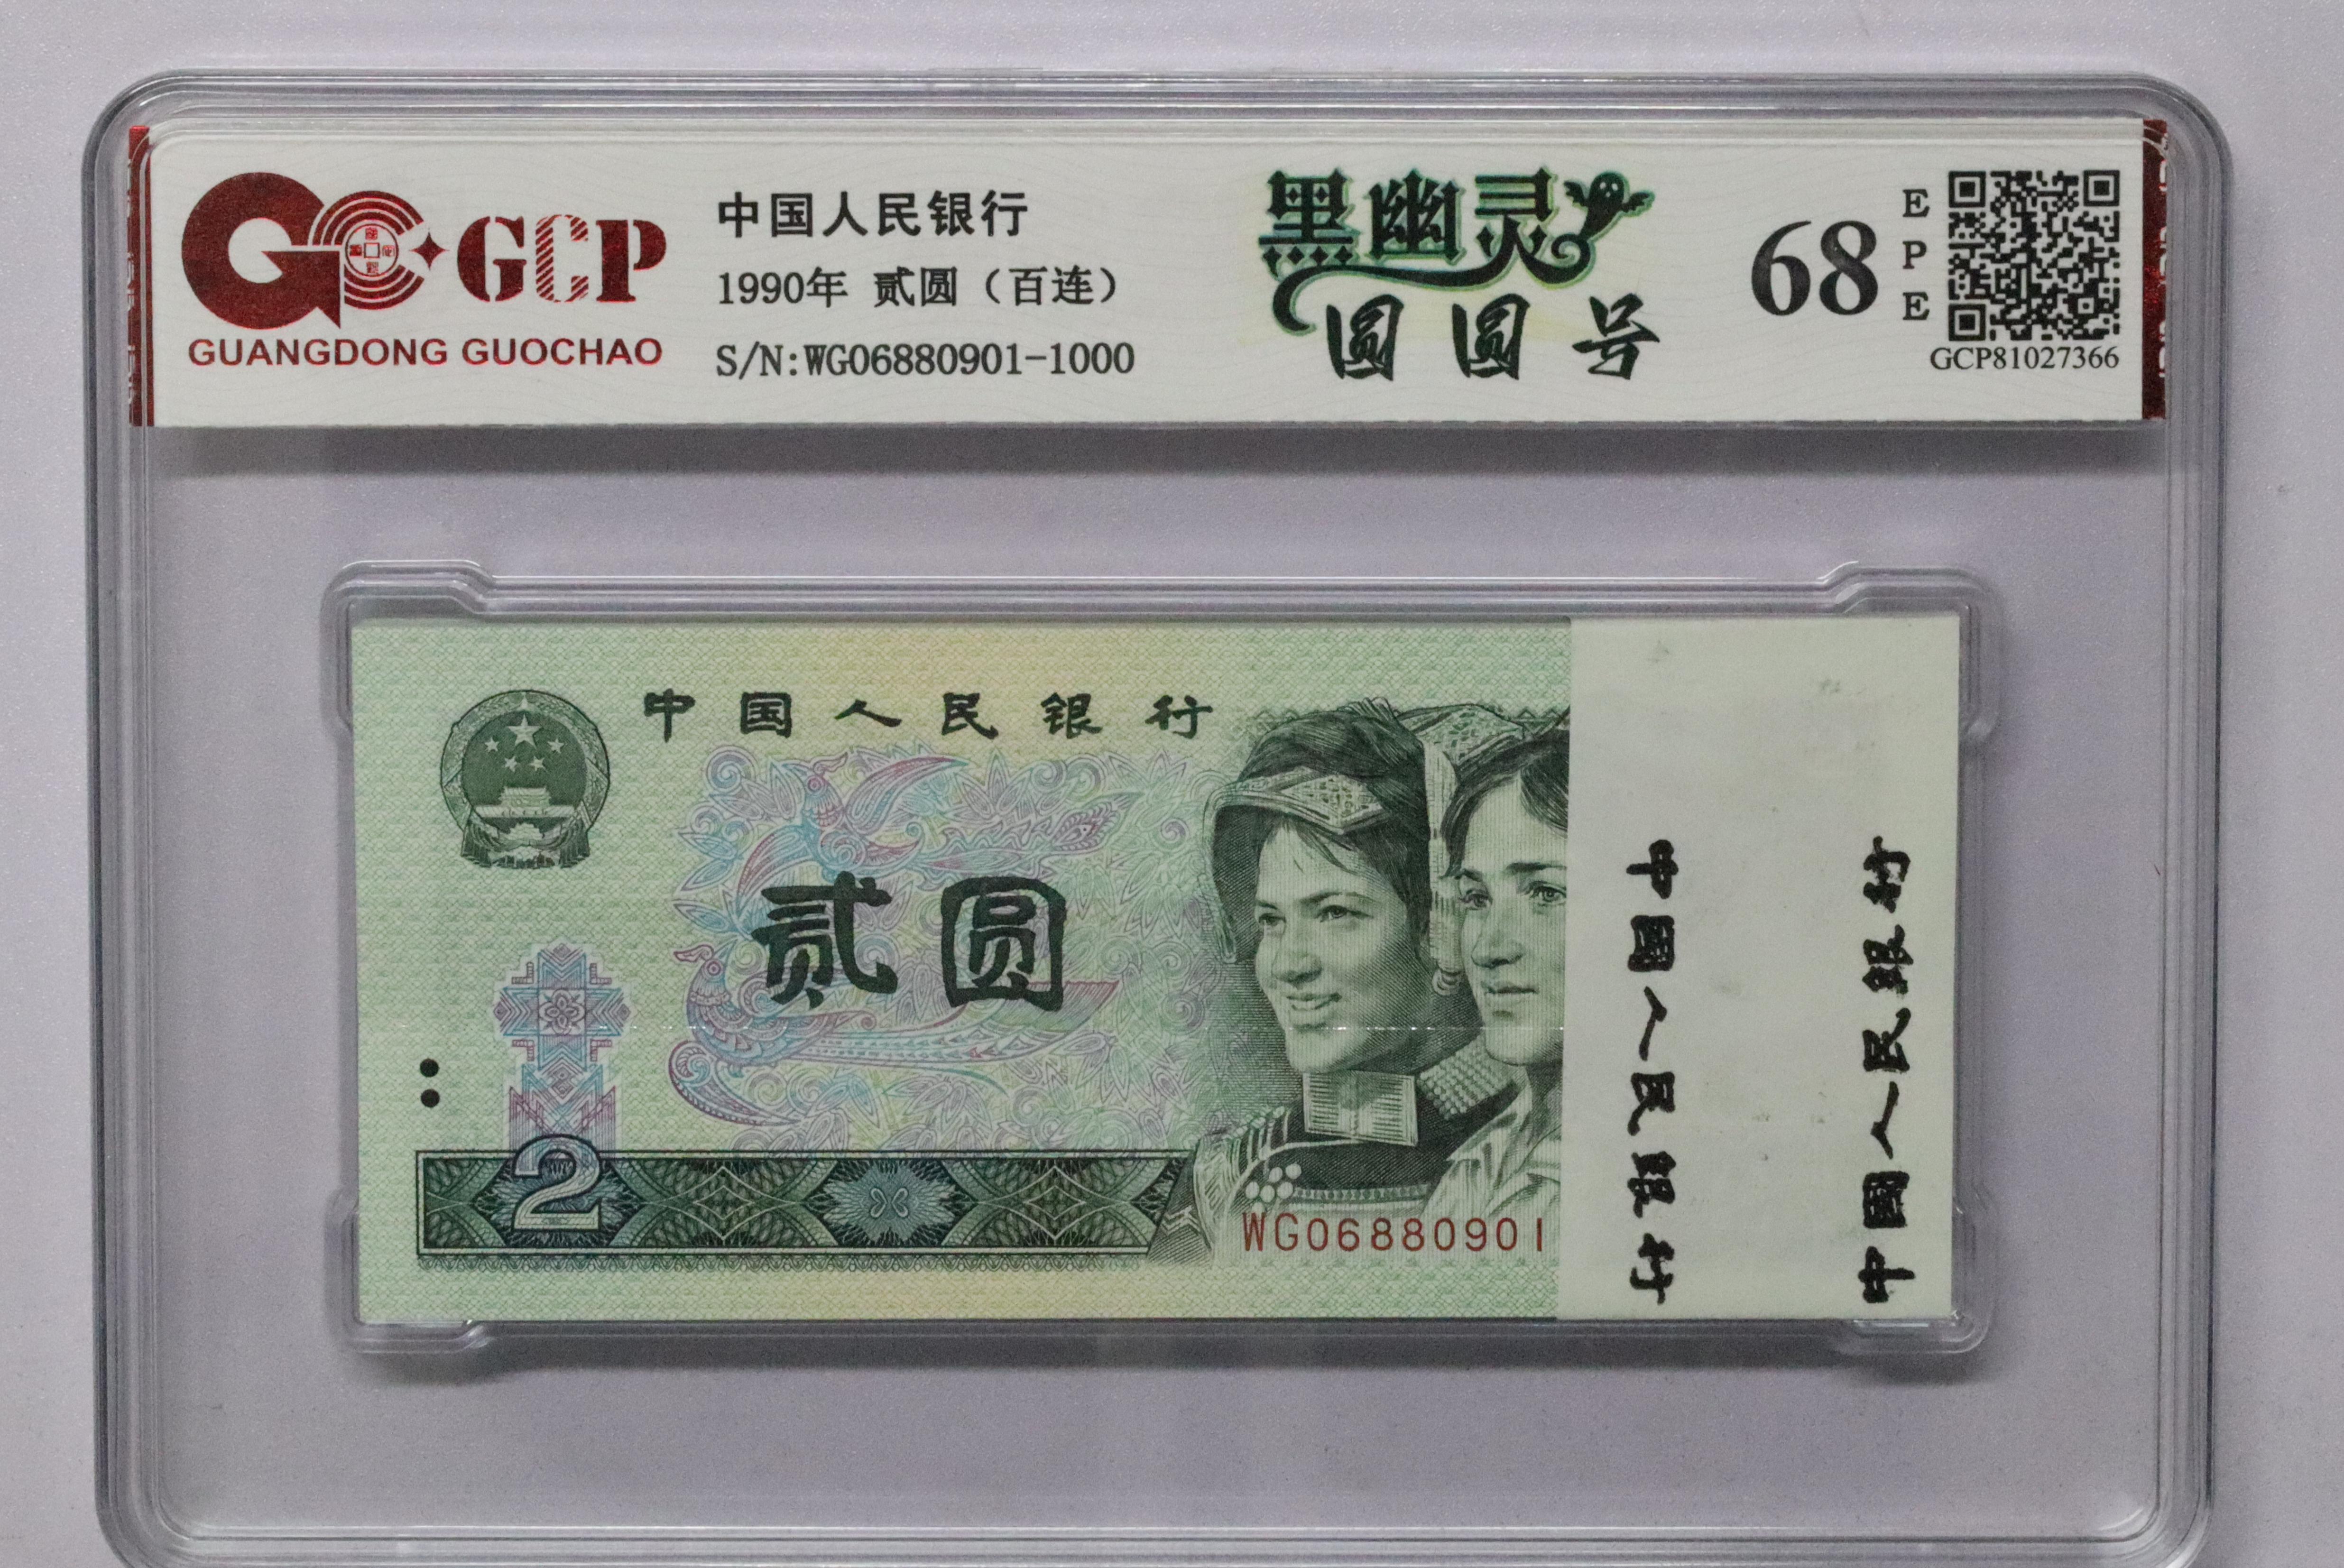 GCP
GUANGDONG GUOCHAO
中国人民银行
1990年 贰圆（百连）
S/N:WG06880901-1000
黑幽灵
圆圆号
68
EPE
GCP81027366
中国人民银行
贰圆
2
WG06880901
中國人民銀行
中國人民銀行